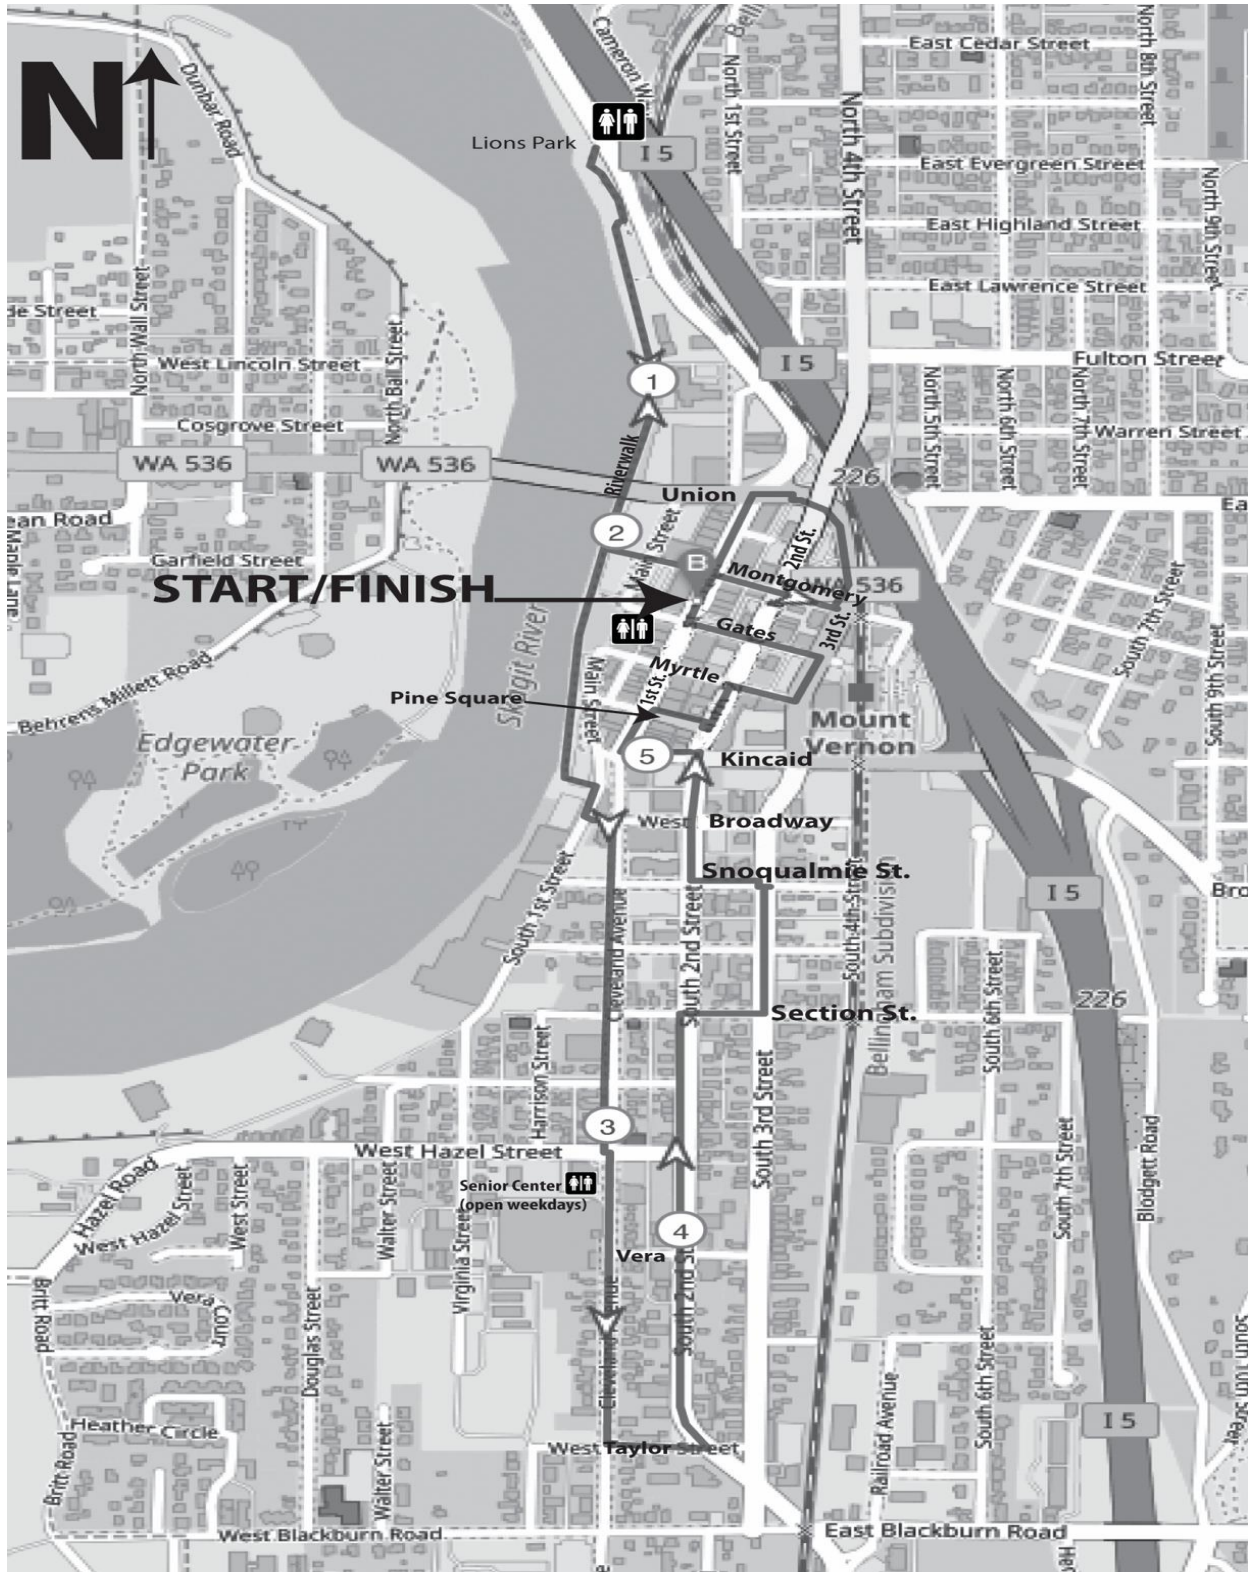 N
Dunbar Road
Cameron Wa
Belli
North 1st Street
East Cedar Street
North 8th Street
Lions Park
I 5
North 4th Street
East Evergreen Street
North 9th Street
East Highland Street
East Lawrence Street
de Street
North Wall Street
West Lincoln Street
North Ball Street
1
I 5
Fulton Street
North 5th Street
North 6th Street
North 7th Street
Cosgrove Street
Warren Street
WA 536
WA 536
Riverwalk
Union
226
ean Road
Maple Lane
Ea
2
Main Street
2nd St.
Garfield Street
B
START/FINISH
Montgomery
WA 536
South 7th Street
Skagit River
Gates
3rd St.
South 9th Street
Behrens Millett Road
Main Street
Myrtle
1st St.
Pine Square
Mount
Vernon
Edgewater
Park
5
Kincaid
West
Broadway
Snoqualmie St.
South 1st Street
Cleveland Avenue
South 2nd Street
South 4th Street
Bellingham Subdivision
I 5
Bro
South 6th Street
226
Section St.
Harrison Street
South 3rd Street
3
West Hazel Street
Hazel Road
West Hazel Street
West Street
Walter Street
Senior Center
(open weekdays)
Virginia Street
4
South 7th Street
Blodgett Road
Vera
South 2nd St
Britt Road
Vera Court
Douglas Street
Cleveland Avenue
South 6th Street
South 10th Street
Railroad Avenue
Heather Circle
Britt Road
Walter Street
West Taylor Street
I 5
West Blackburn Road
East Blackburn Road